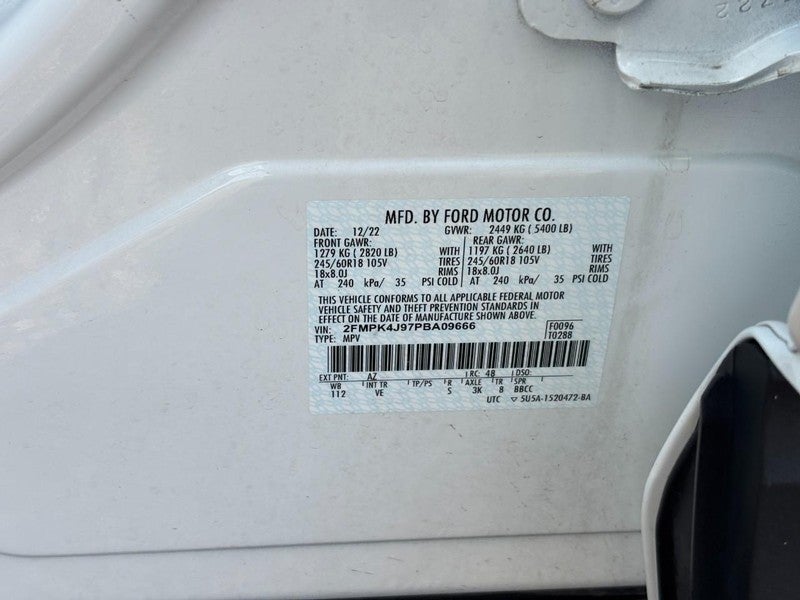 MFD. BY FORD MOTOR CO.
DATE: 12/22 GVWR: 2449 KG ( 5400 LB)
FRONT GAWR: REAR GAWR:
1279 KG ( 2820 LB) WITH 1197 KG ( 2640 LB) WITH
245/60R18 105V TIRES 245/60R18 105V TIRES
18x8.0J RIMS 18x8.0J RIMS
AT 240 kPa/ 35 PSI COLD AT 240 kPa/ 35 PSI COLD
THIS VEHICLE CONFORMS TO ALL APPLICABLE FEDERAL MOTOR
VEHICLE SAFETY AND THEFT PREVENTION STANDARDS IN
EFFECT ON THE DATE OF MANUFACTURE SHOWN ABOVE.
VIN: 2FMPK4J97PBA09666 F0096
TYPE: MPV T0288
EXT PNT: AZ RC: 48 DSO:
WB INT TR TP/PS R AXLE TR SPR
112 VE S 3K 8 BBCC
UTC ▽ 5U5A-1520472-BA